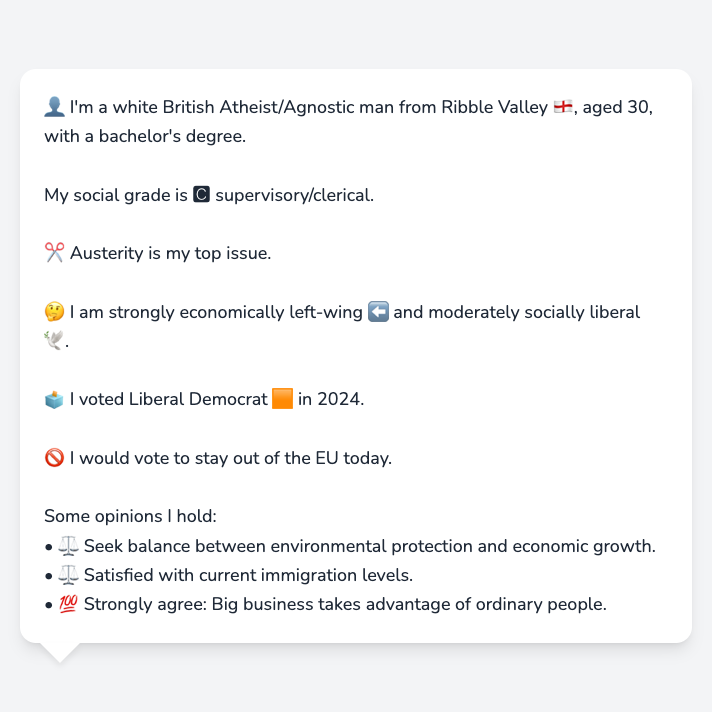 👤 I'm a white British Atheist/Agnostic man from Ribble Valley 🏴󠁧󠁢󠁥󠁮󠁧󠁿, aged 30,
with a bachelor's degree.
My social grade is 🅲 supervisory/clerical.
✂️ Austerity is my top issue.
🤔 I am strongly economically left-wing ⬅️ and moderately socially liberal
🕊️.
🗳️ I voted Liberal Democrat 🟧 in 2024.
🚫 I would vote to stay out of the EU today.
Some opinions I hold:
• ⚖️ Seek balance between environmental protection and economic growth.
• ⚖️ Satisfied with current immigration levels.
• 💯 Strongly agree: Big business takes advantage of ordinary people.